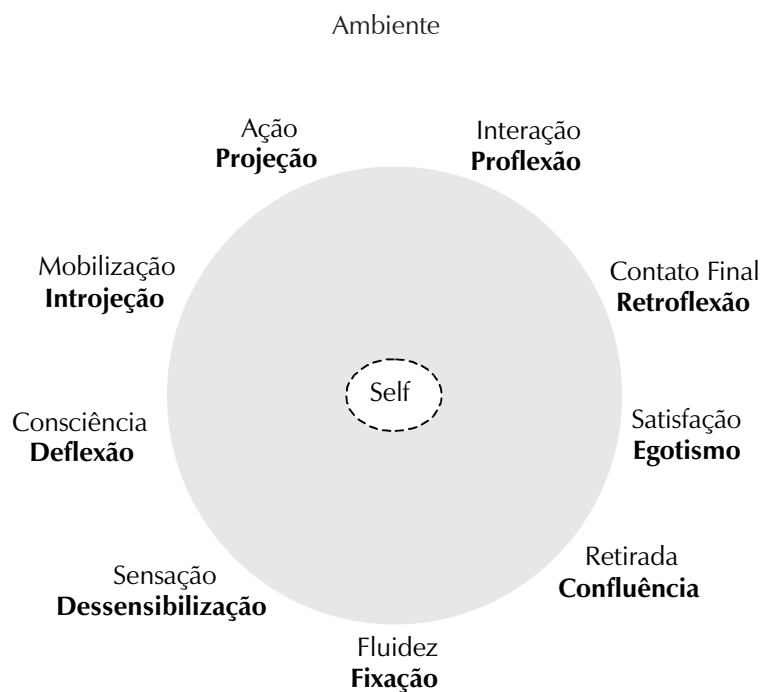 Ambiente
Ação
Projeção
Interação
Proflexão
Mobilização
Introjeção
Contato Final
Retroflexão
Self
Consciência
Deflexão
Satisfação
Egotismo
Sensação
Dessensibilização
Retirada
Confluência
Fluidez
Fixação